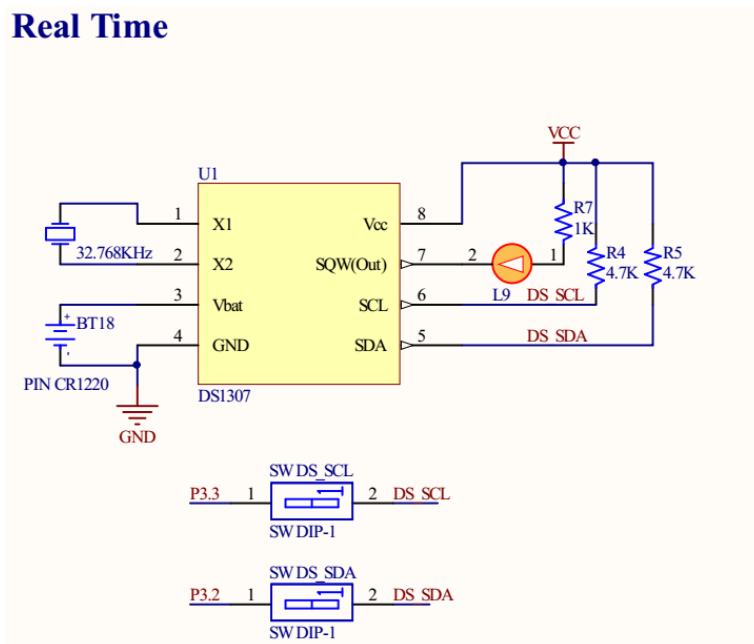 Real Time
VCC
U1
1 X1 Vcc 8
R7
1K
32.768KHz
2 X2 SQW(Out) 7 2 1
R4
4.7K
R5
4.7K
L9
3 Vbat SCL 6 DS_SCL
+ BT18
-
4 GND SDA 5 DS_SDA
PIN CR1220
DS1307
GND
SW DS_SCL
P3.3 1 2 DS_SCL
SW DIP-1
SW DS_SDA
P3.2 1 2 DS_SDA
SW DIP-1